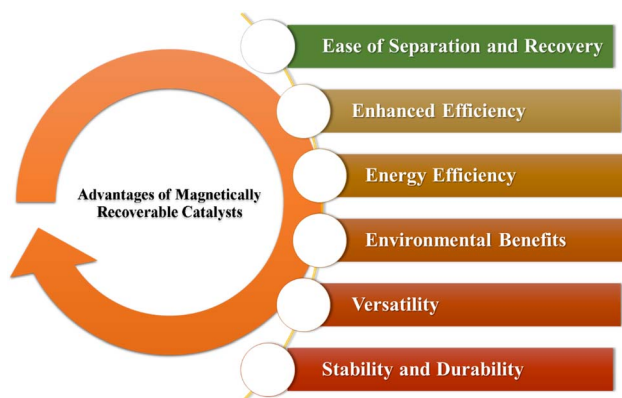 Advantages of Magnetically
Recoverable Catalysts
Ease of Separation and Recovery
Enhanced Efficiency
Energy Efficiency
Environmental Benefits
Versatility
Stability and Durability